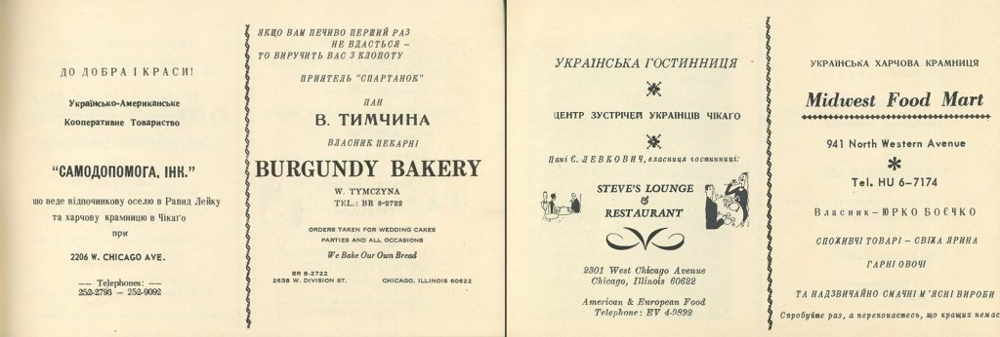 ДО ДОБРА І КРАСИ!
Українсько-Американське
Кооперативне Товариство
"САМОДОПОМОГА, ІНК."
що веде відпочинкову оселю в Равнд Лейку
та харчову крамницю в Чікаґо
при
2206 W. CHICAGO AVE.
— Telephones: —
252-2793 — 252-9092
ЯКЩО ВАМ ПЕЧИВО ПЕРШИЙ РАЗ
НЕ ВДАСТЬСЯ –
ТО ВИРУЧИТЬ ВАС З КЛОПОТУ
ПРИЯТЕЛЬ "СПАРТАНОК"
ПАН
В. ТИМЧИНА
ВЛАСНИК ПЕКАРНІ
BURGUNDY BAKERY
W. TYMCZYNA
TEL.: BR 8-2722
ORDERS TAKEN FOR WEDDING CAKES
PARTIES AND ALL OCCASIONS
We Bake Our Own Bread
BR 8-2722
2638 W. DIVISION ST. CHICAGO, ILLINOIS 60622
УКРАЇНСЬКА ГОСТИННИЦЯ
ЦЕНТР ЗУСТРІЧЕЙ УКРАЇНЦІВ ЧІКАГО
Пані Є. ЛЕВКОВИЧ, власниця гостинниці:
STEVE'S LOUNGE
&
RESTAURANT
2301 West Chicago Avenue
Chicago, Illinois 60622
American & European Food
Telephone: EV 4-9892
УКРАЇНСЬКА ХАРЧОВА КРАМНИЦЯ
Midwest Food Mart
941 North Western Avenue
Tel. HU 6-7174
Власник – ЮРКО БОЄЧКО
СПОЖИВЧІ ТОВАРІ – СВІЖА ЯРИНА
ГАРНІ ОВОЧІ
ТА НАДЗВИЧАЙНО СМАЧНІ М'ЯСНІ ВИРОБИ
Спробуйте раз, а переконаєтесь, що кращих немає